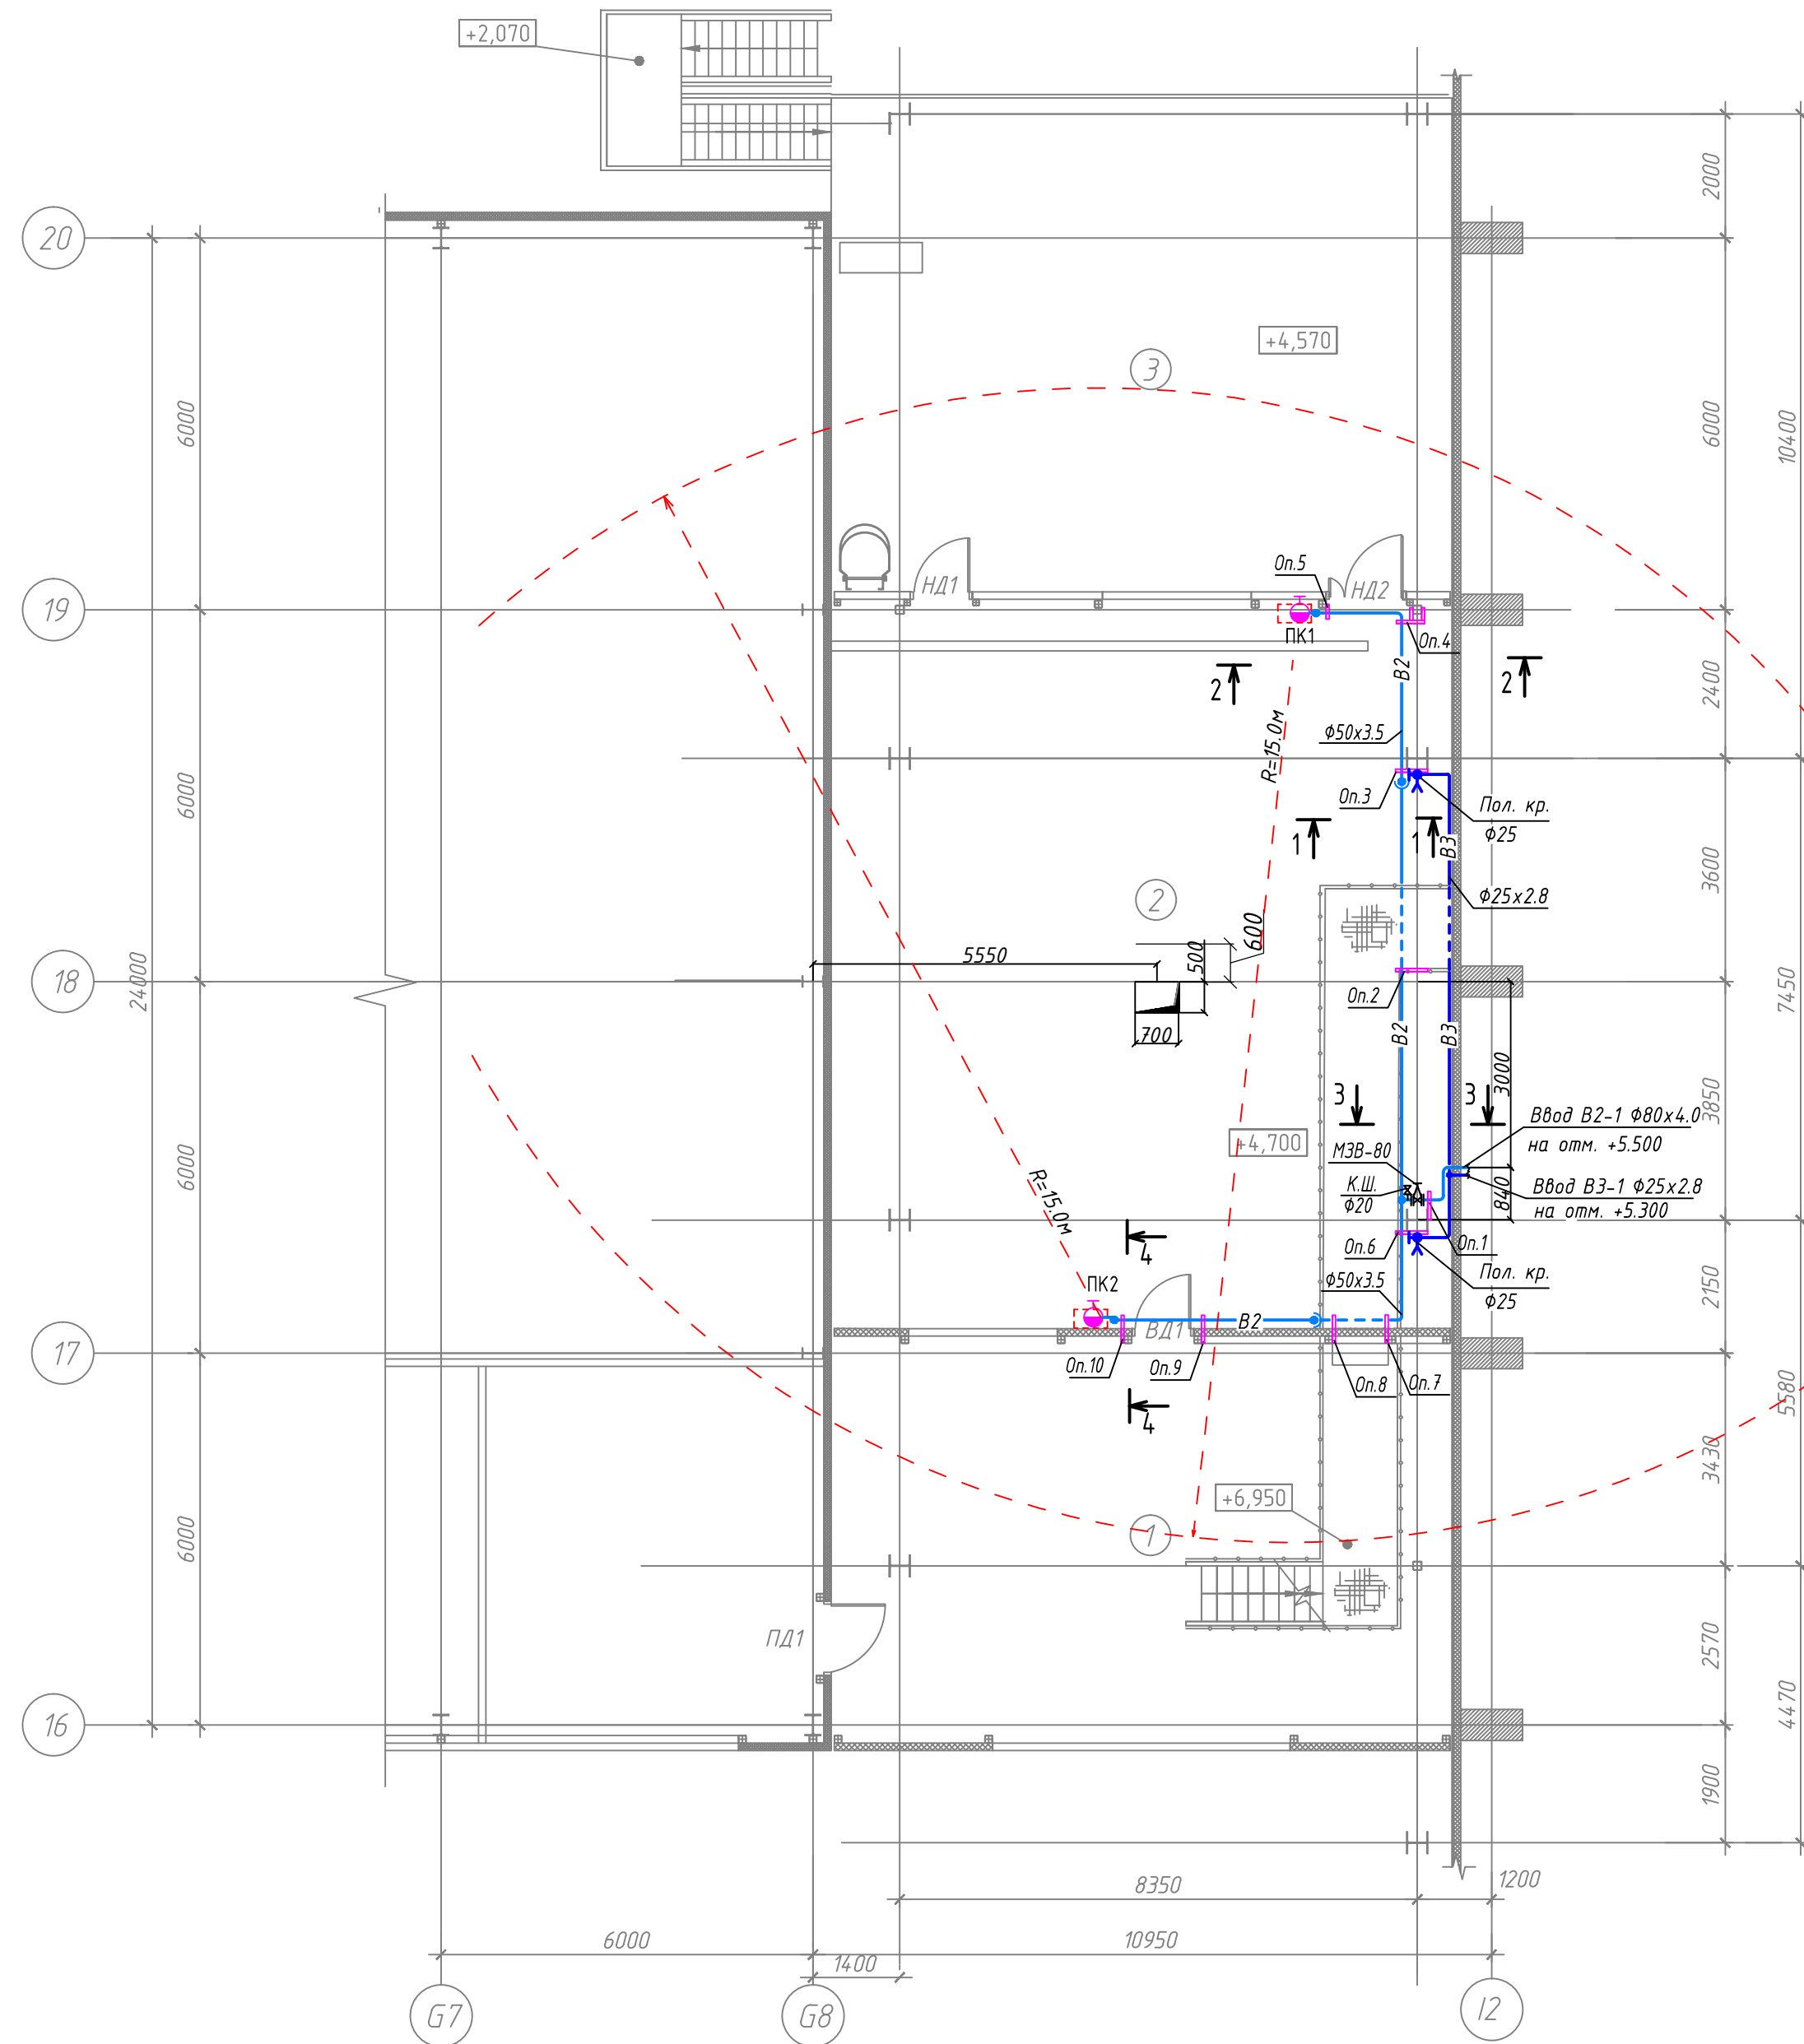 +2,070
2000
20
+4,570
3
6000
6000
10400
Оп.5
НД1
НД2
19
ПК1
Оп.4
В2
2
2
2400
R=15.0м
ф50х3.5
Оп.3
Пол. кр.
ф25
1
1
В3
6000
3600
2
ф25х2.8
600
5550
500
18
24000
Оп.2
7450
700
В2
В3
3000
3
3
3850
Ввод В2-1 Ф80х4.0
на отм. +5.500
+4,700
МЗВ-80
6000
R=15.0м
К.Ш.
ф20
840
Ввод В3-1 Ф25х2.8
на отм. +5.300
4
Оп.6
Оп.1
Пол. кр.
ф25
ПК2
ф50х3.5
2150
В2
ВД1
17
Оп.10
Оп.9
Оп.8
Оп.7
5580
4
3430
+6,950
1
6000
ПД1
2570
4470
16
1900
8350
1200
6000
10950
1400
G7
G8
I2